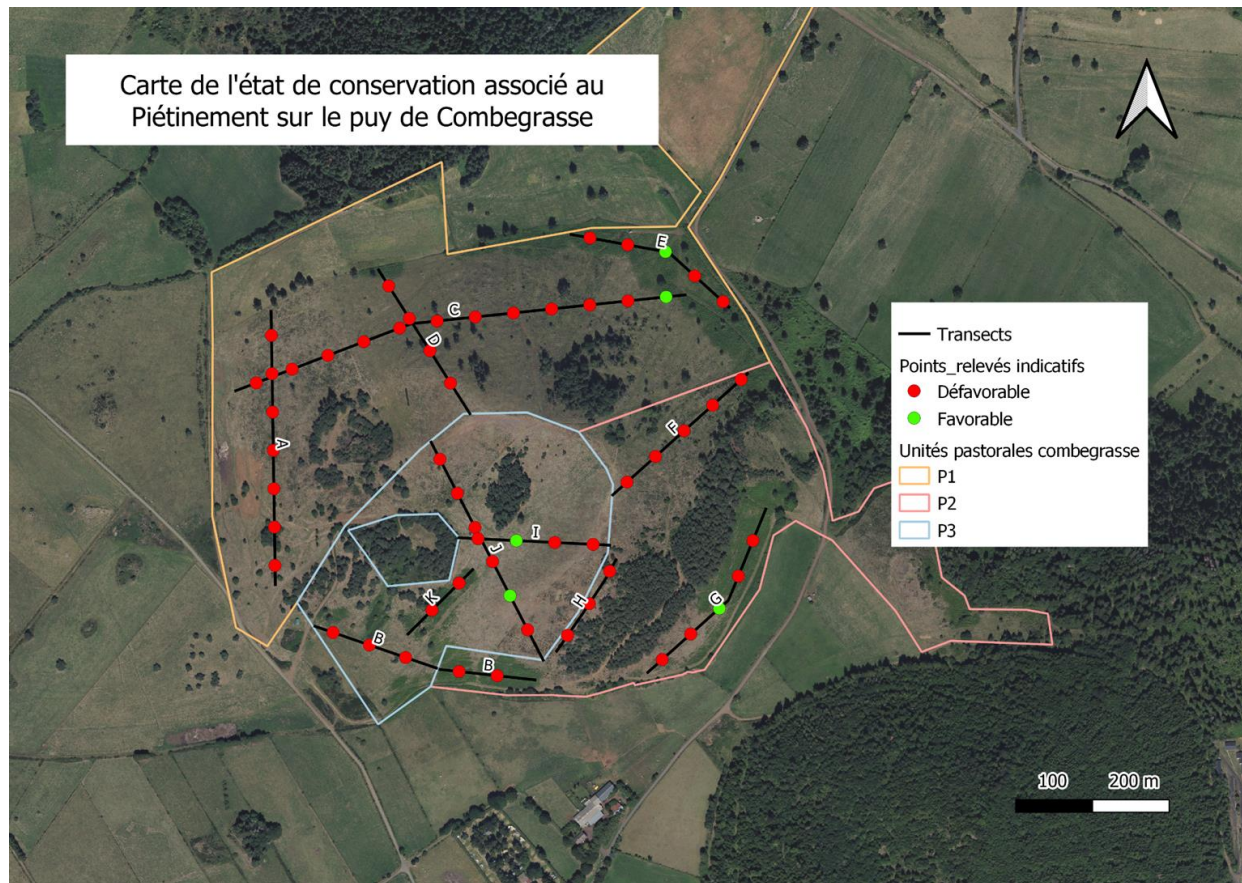 Carte de l'état de conservation associé au
Piétinement sur le puy de Combegrasse
E
C
D
A
F
I
J
H
K
G
B
B
Transects
Points_relevés indicatifs
Défavorable
Favorable
Unités pastorales combegrasse
P1
P2
P3
100 200 m